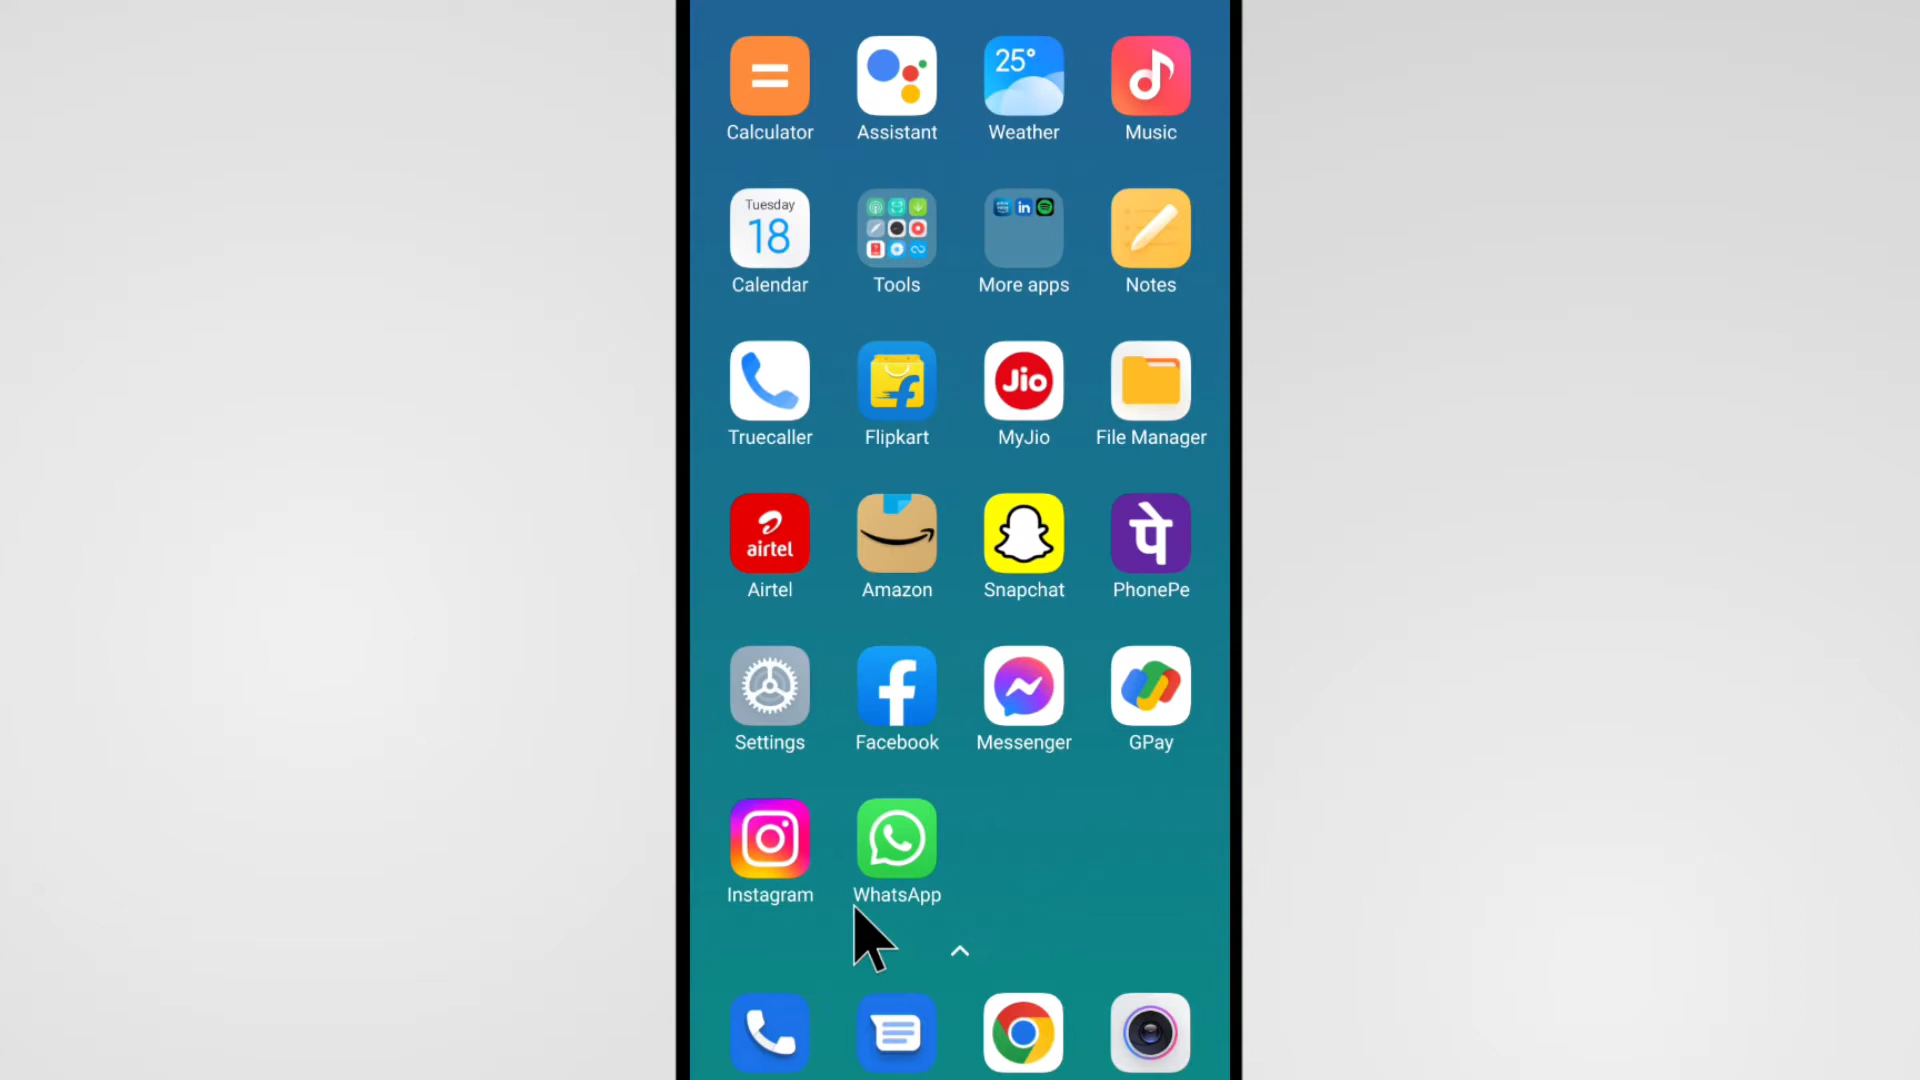 25°
Calculator
Assistant
Weather
Music
Tuesday
18
in
Calendar
Tools
More apps
Notes
Jio
Truecaller
Flipkart
MyJio
File Manager
airtel
पे
Airtel
Amazon
Snapchat
PhonePe
Settings
Facebook
Messenger
GPay
Instagram
WhatsApp